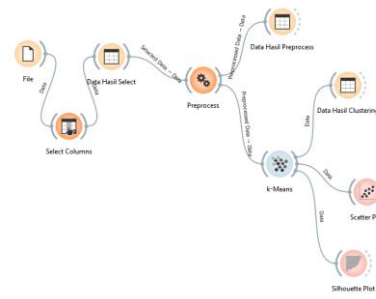 Data Hasil Preprocess
File
Data
Data Hasil Select
Data
Selected Data → Data
Preprocess
Preprocessed Data → Data
Preprocessed Data → Data
Select Columns
Data
Data Hasil Clustering
k-Means
Data
Scatter P
Data
Silhouette Plot